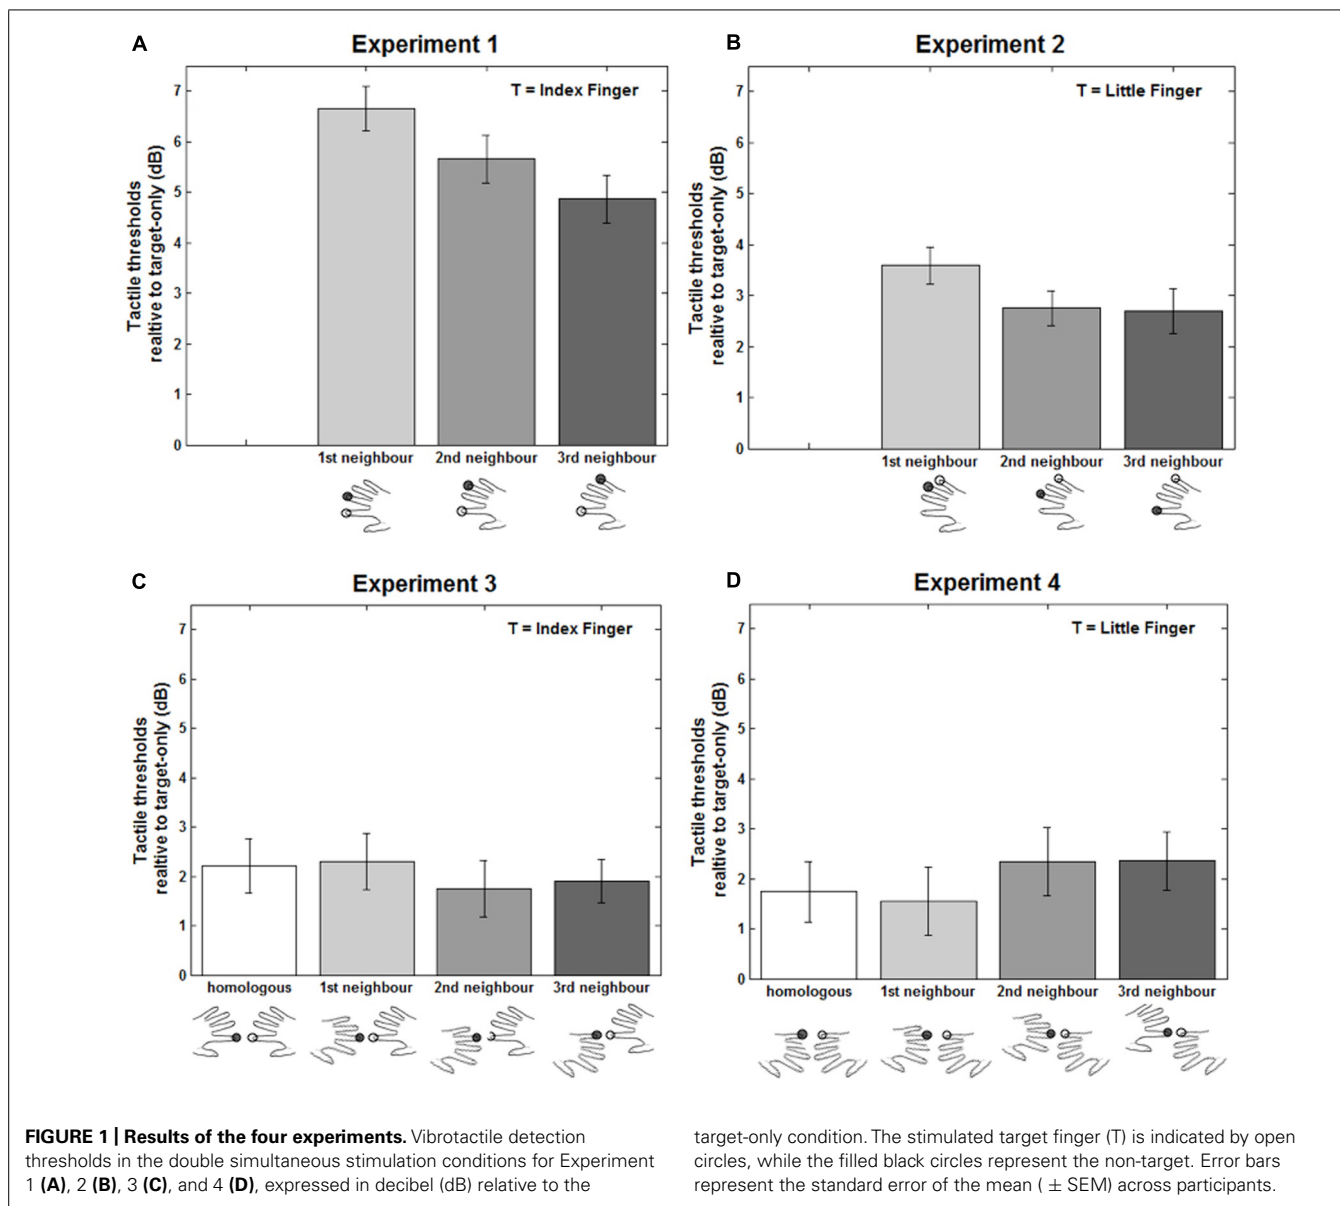 A
Experiment 1
T = Index Finger
Tactile thresholds
realtive to target-only (dB)
7
6
5
4
3
2
1
0
1st neighbour 2nd neighbour 3rd neighbour
B
Experiment 2
T = Little Finger
Tactile thresholds
realtive to target-only (dB)
7
6
5
4
3
2
1
0
1st neighbour 2nd neighbour 3rd neighbour
C
Experiment 3
T = Index Finger
Tactile thresholds
realtive to target-only (dB)
7
6
5
4
3
2
1
0
homologous 1st neighbour 2nd neighbour 3rd neighbour
D
Experiment 4
T = Little Finger
Tactile thresholds
realtive to target-only (dB)
7
6
5
4
3
2
1
0
homologous 1st neighbour 2nd neighbour 3rd neighbour
FIGURE 1 | Results of the four experiments. Vibrotactile detection
thresholds in the double simultaneous stimulation conditions for Experiment
1 (A), 2 (B), 3 (C), and 4 (D), expressed in decibel (dB) relative to the
target-only condition. The stimulated target finger (T) is indicated by open
circles, while the filled black circles represent the non-target. Error bars
represent the standard error of the mean ( ± SEM) across participants.